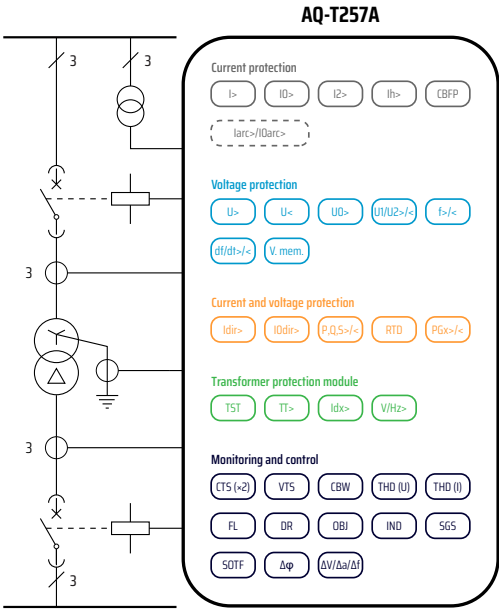 AQ-T257A
3
3
Current protection
I>
I0>
I2>
Ih>
CBFP
Iarc>/I0arc>
Voltage protection
U>
U<
U0>
U1/U2>/<
f>/<
df/dt>/<
V. mem.
3
Current and voltage protection
Idir>
I0dir>
P,Q,S>/<
RTD
PGx>/<
Transformer protection module
TST
TT>
Idx>
V/Hz>
3
Monitoring and control
CTS (×2)
VTS
CBW
THD (U)
THD (I)
FL
DR
OBJ
IND
SGS
SOTF
Δφ
ΔV/Δa/Δf
3